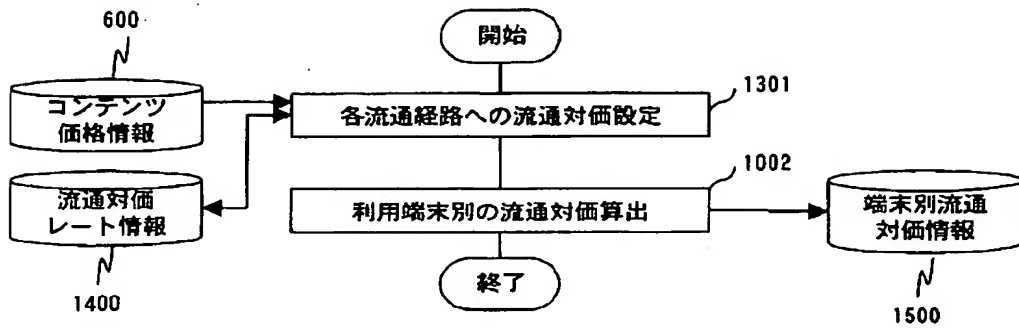 600
開始
コンテンツ
価格情報
各流通経路への流通対価設定
1301
流通対価
レート情報
利用端末別の流通対価算出
1002
端末別流通
対価情報
終了
1400
1500